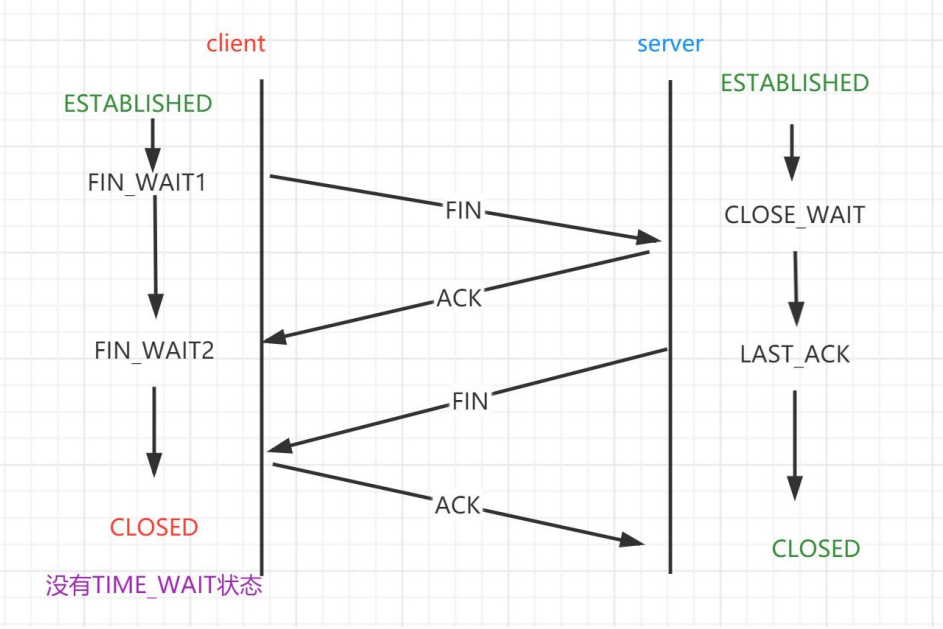 client
server
ESTABLISHED
ESTABLISHED
FIN_WAIT1
FIN
CLOSE_WAIT
ACK
FIN_WAIT2
LAST_ACK
FIN
ACK
CLOSED
CLOSED
没有TIME_WAIT状态